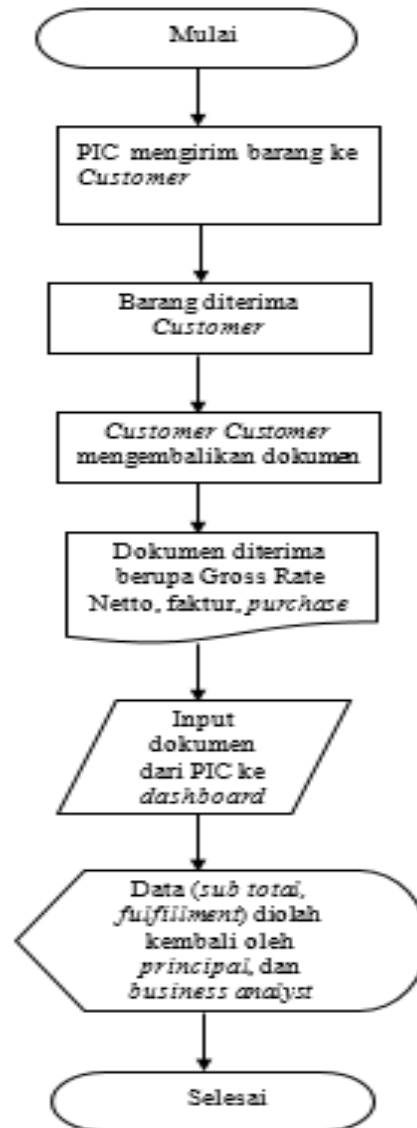 Mulai
PIC mengirim barang ke
Customer
Barang diterima
Customer
Customer Customer
mengembalikan dokumen
Dokumen diterima
berupa Gross Rate
Netto, faktur, purchase
Input
dokumen
dari PIC ke
dashboard
Data (sub total,
fulfillment) diolah
kembali oleh
principal, dan
business analyst
Selesai